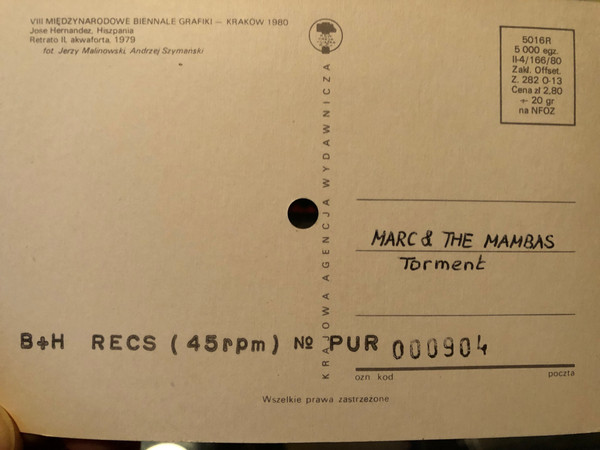 VIII MIĘDZYNARODOWE BIENNALE GRAFIKI — KRAKÓW 1980
Jose Hernandez, Hiszpania
Retrato II, akwaforta, 1979
fot. Jerzy Malinowski, Andrzej Szymański
KRAJOWA AGENCJA WYDAWNICZA
5016R
5 000 egz.
II-4/166/80
Zakł. Offset.
Z. 282 0-13
Cena zł 2,80
+ 20 gr
na NFOZ
MARC & THE MAMBAS
Torment
B+H RECS (45rpm) № PUR 000904
ozn kod poczta
Wszelkie prawa zastrzeżone